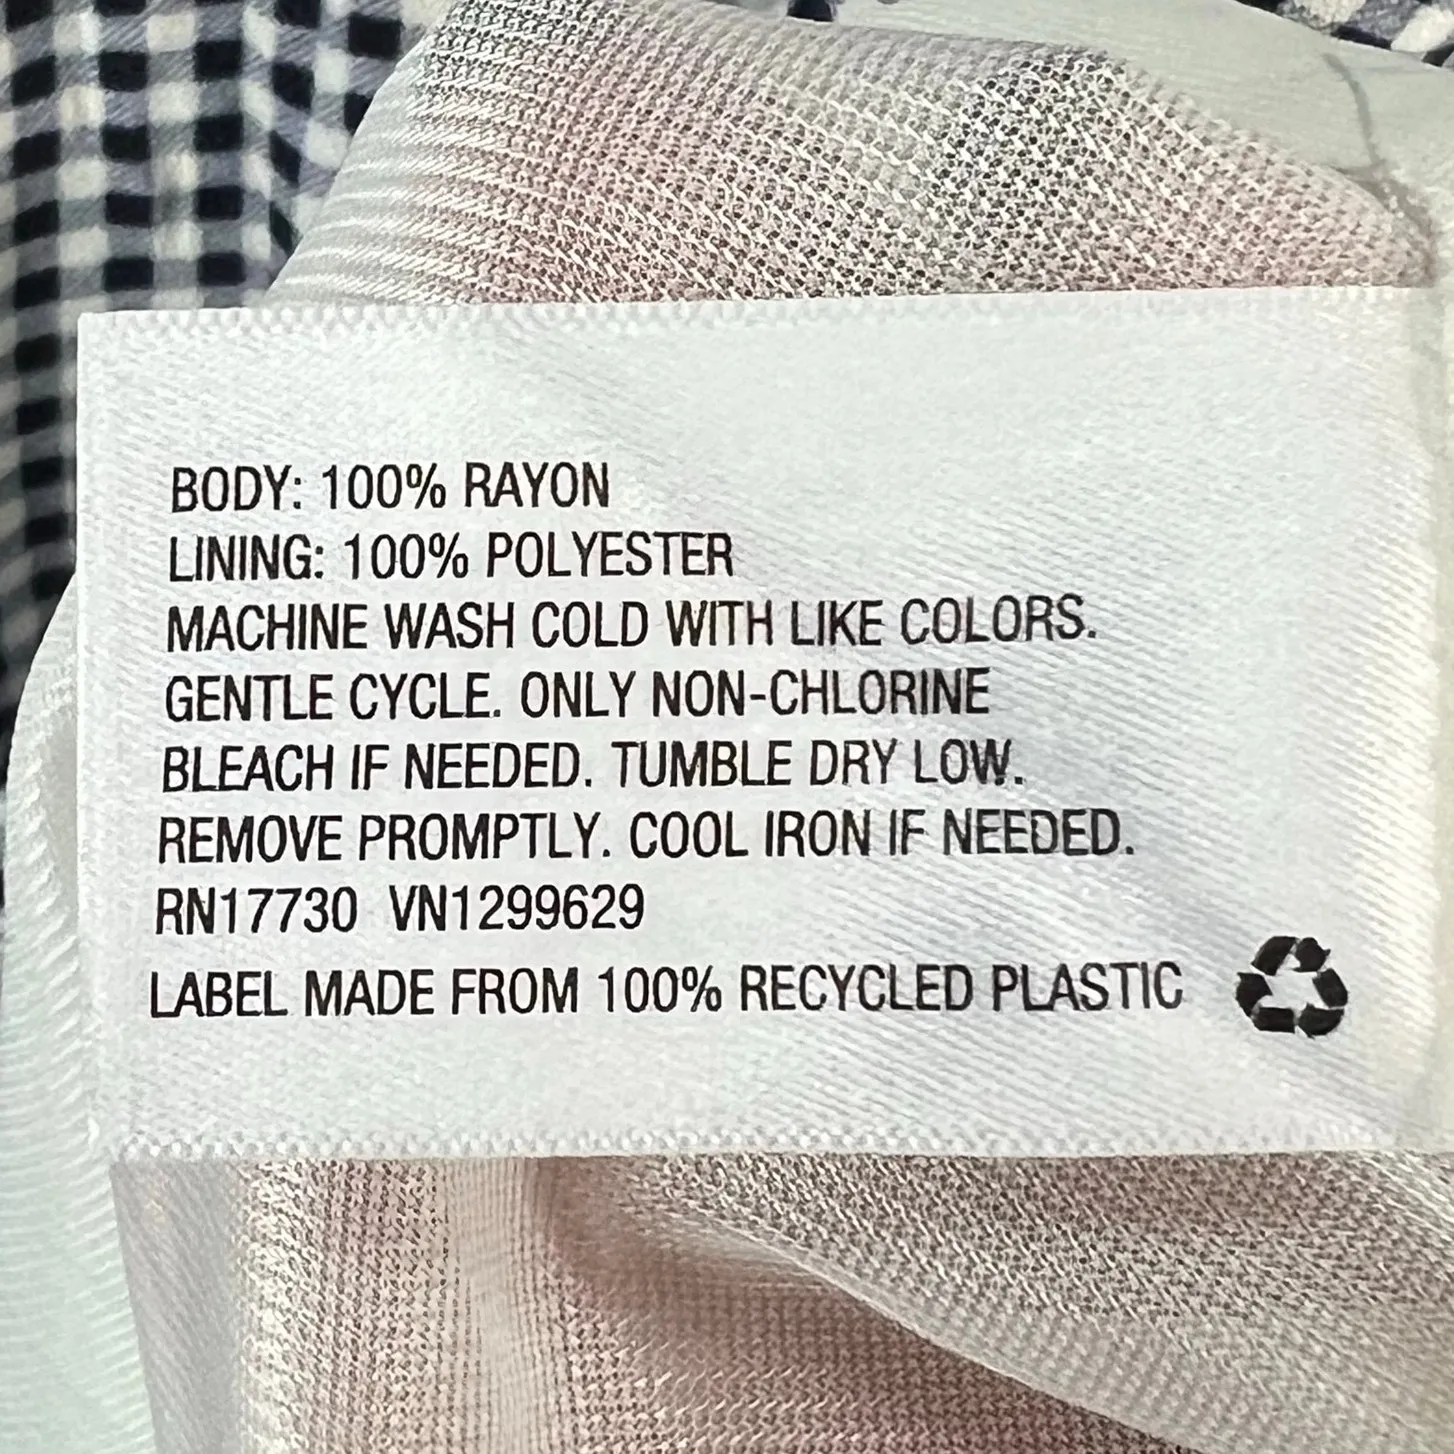 BODY: 100% RAYON
LINING: 100% POLYESTER
MACHINE WASH COLD WITH LIKE COLORS.
GENTLE CYCLE. ONLY NON-CHLORINE
BLEACH IF NEEDED. TUMBLE DRY LOW.
REMOVE PROMPTLY. COOL IRON IF NEEDED.
RN17730 VN1299629
LABEL MADE FROM 100% RECYCLED PLASTIC